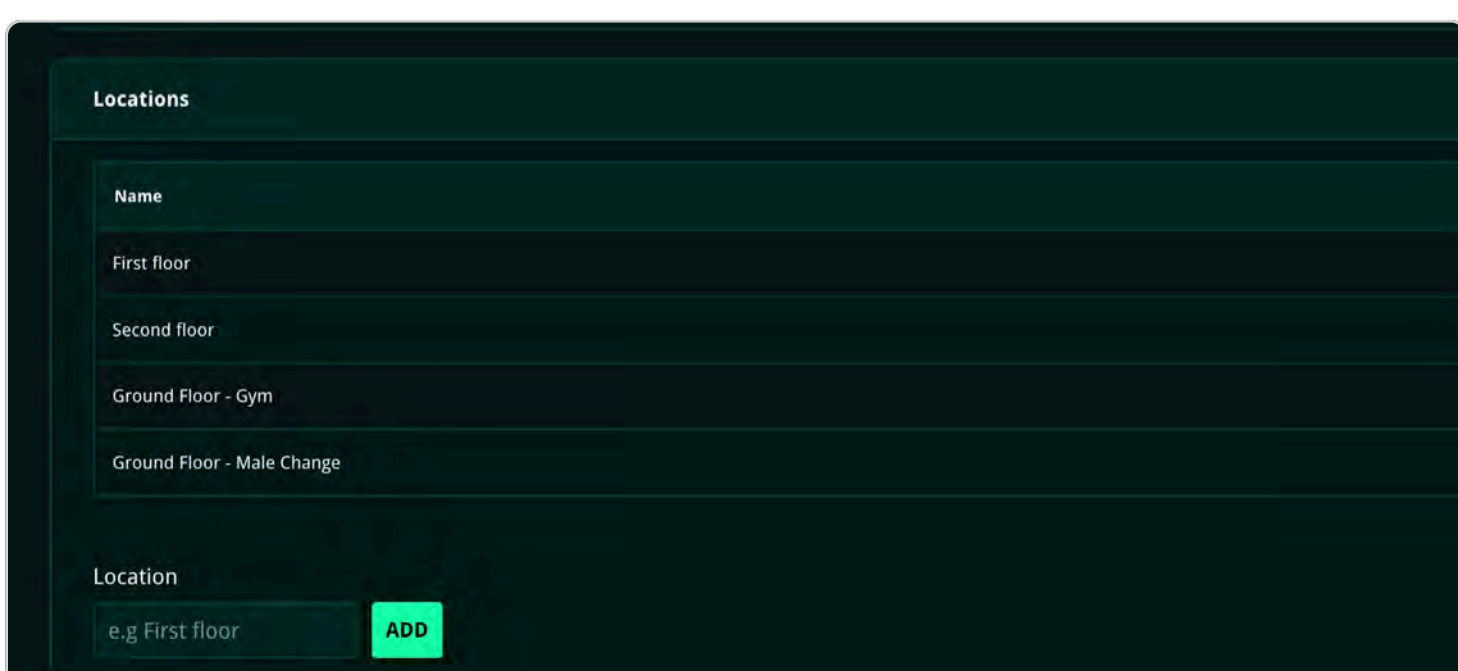 Locations
Name
First floor
Second floor
Ground Floor - Gym
Ground Floor - Male Change
Location
e.g First floor ADD